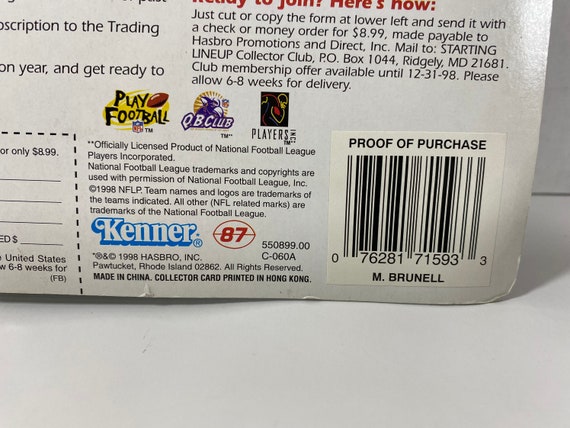 past
oscription to the Trading
on year, and get ready to
Ready to join? Here's how:
Just cut or copy the form at lower left and send it with
a check or money order for $8.99, made payable to
Hasbro Promotions and Direct, Inc. Mail to: STARTING
LINEUP Collector Club, P.O. Box 1044, Ridgely, MD 21681.
Club membership offer available until 12-31-98. Please
allow 6-8 weeks for delivery.
PLAY
FOOTBALL
NFL
TM
QB CLUB
TM**
PLAYERS INC
TM**
**Officially Licensed Product of National Football League
Players Incorporated.
National Football League trademarks and copyrights are
used with permission of National Football League, Inc.
©1998 NFLP. Team names and logos are trademarks of
the teams indicated. All other (NFL related marks) are
trademarks of the National Football League.
or only $8.99.
ED $
e United States
w 6-8 weeks for
(FB)
Kenner®
87
550899.00
C-060A
*®&© 1998 HASBRO, INC.
Pawtucket, Rhode Island 02862. All Rights Reserved.
MADE IN CHINA. COLLECTOR CARD PRINTED IN HONG KONG.
PROOF OF PURCHASE
0 76281 71593 3
M. BRUNELL